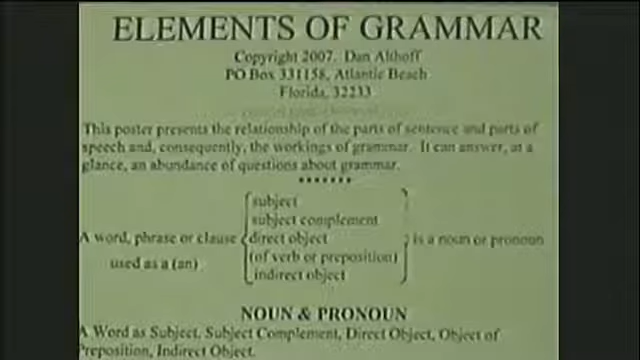 ELEMENTS OF GRAMMAR
Copyright 2007. Dan Althoff
PO Box 331158, Atlantic Beach
Florida, 32233
This poster presents the relationship of the parts of sentence and parts of
speech and, consequently, the workings of grammar. It can answer, at a
glance, an abundance of questions about grammar.
*******
A word, phrase or clause
used as a (an)
subject
subject complement
direct object
(of verb or preposition)
indirect object
is a noun or pronoun
NOUN & PRONOUN
A Word as Subject, Subject Complement, Direct Object, Object of
Preposition, Indirect Object.